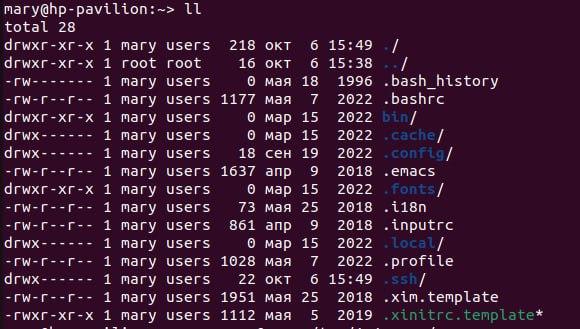 mary@hp-pavilion:~> ll
total 28
drwxr-xr-x 1 mary users  218 окт  6 15:49 ./
drwxr-xr-x 1 root root    16 окт  6 15:38 ../
-rw------- 1 mary users    0 мая 18  1996 .bash_history
-rw-r--r-- 1 mary users 1177 мая  7  2022 .bashrc
drwxr-xr-x 1 mary users    0 мар 15  2022 bin/
drwx------ 1 mary users    0 мар 15  2022 .cache/
drwx------ 1 mary users   18 сен 19  2022 .config/
-rw-r--r-- 1 mary users 1637 апр  9  2018 .emacs
drwxr-xr-x 1 mary users    0 мар 15  2022 .fonts/
-rw-r--r-- 1 mary users   73 мая 25  2018 .i18n
-rw-r--r-- 1 mary users  861 апр  9  2018 .inputrc
drwx------ 1 mary users    0 мар 15  2022 .local/
-rw-r--r-- 1 mary users 1028 мая  7  2022 .profile
drwx------ 1 mary users   22 окт  6 15:49 .ssh/
-rw-r--r-- 1 mary users 1951 мая 25  2018 .xim.template
-rwxr-xr-x 1 mary users 1112 мая  5  2019 .xinitrc.template*